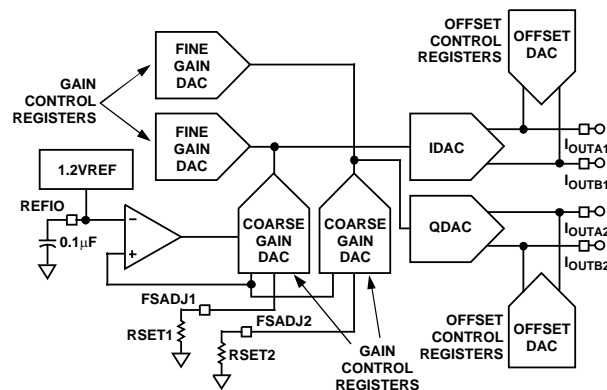 FINE
GAIN
DAC
GAIN
CONTROL
REGISTERS
FINE
GAIN
DAC
OFFSET
CONTROL
REGISTERS
OFFSET
DAC
IDAC
IOUTA1
IOUTB1
1.2VREF
REFIO
0.1µF
−
+
COARSE
GAIN
DAC
COARSE
GAIN
DAC
QDAC
IOUTA2
IOUTB2
FSADJ1
RSET1
FSADJ2
RSET2
GAIN
CONTROL
REGISTERS
OFFSET
CONTROL
REGISTERS
OFFSET
DAC